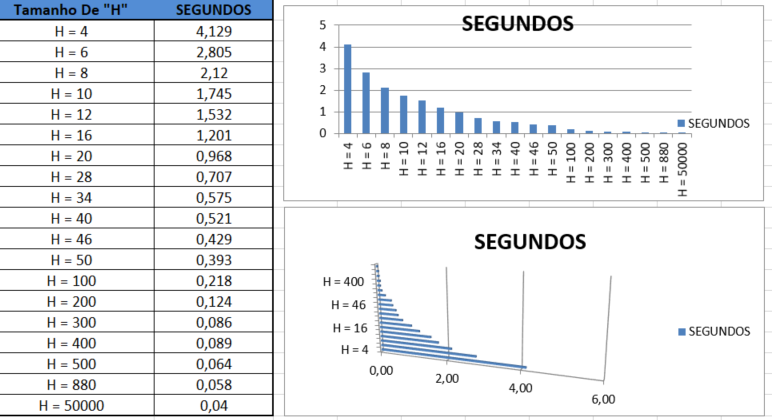 Tamanho De "H" SEGUNDOS
H = 4 4,129
H = 6 2,805
H = 8 2,12
H = 10 1,745
H = 12 1,532
H = 16 1,201
H = 20 0,968
H = 28 0,707
H = 34 0,575
H = 40 0,521
H = 46 0,429
H = 50 0,393
H = 100 0,218
H = 200 0,124
H = 300 0,086
H = 400 0,089
H = 500 0,064
H = 880 0,058
H = 50000 0,04
SEGUNDOS
5
4
3
2
1
0
H = 4
H = 6
H = 8
H = 10
H = 12
H = 16
H = 20
H = 28
H = 34
H = 40
H = 46
H = 50
H = 100
H = 200
H = 300
H = 400
H = 500
H = 880
H = 50000
SEGUNDOS
SEGUNDOS
H = 400
H = 46
H = 16
H = 4
0,00
2,00
4,00
6,00
SEGUNDOS